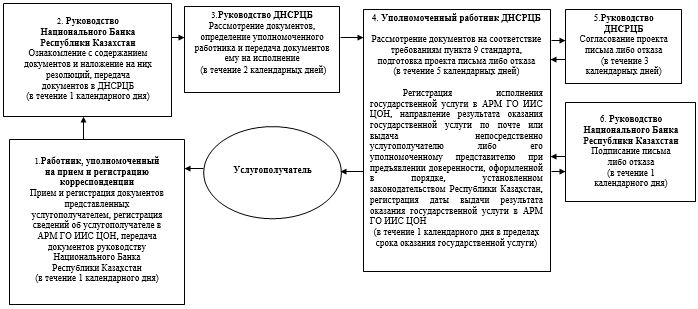 2. Руководство
Национального Банка
Республики Казахстан
Ознакомление с содержанием
документов и наложение на них
резолюций, передача
документов в ДНСРЦБ
(в течение 1 календарного дня)
3.Руководство ДНСРЦБ
Рассмотрение документов,
определение уполномоченного
работника и передача документов
ему на исполнение
(в течение 2 календарных дней)
4. Уполномоченный работник ДНСРЦБ
Рассмотрение документов на соответствие
требованиям пункта 9 стандарта,
подготовка проекта письма либо отказа
(в течение 5 календарных дней)
Регистрация исполнения
государственной услуги в АРМ ГО ИИС
ЦОН, направление результата оказания
государственной услуги по почте или
выдача непосредственно
услугополучателю либо его
уполномоченному представителю при
предъявлении доверенности, оформленной
в порядке, установленном
законодательством Республики Казахстан,
регистрация даты выдачи результата
оказания государственной услуги в АРМ
ГО ИИС ЦОН
(в течение 1 календарного дня в пределах
срока оказания государственной услуги)
5.Руководство
ДНСРЦБ
Согласование проекта
письма либо отказа
(в течение 3
календарных дней)
6. Руководство
Национального Банка
Республики Казахстан
Подписание письма
либо отказа
(в течение 1
календарного дня)
1.Работник, уполномоченный
на прием и регистрацию
корреспонденции
Прием и регистрация документов
представленных
услугополучателем, регистрация
сведений об услугополучателе в
АРМ ГО ИИС ЦОН, передача
документов руководству
Национального Банка
Республики Казахстан
(в течение 1 календарного дня)
Услугополучатель